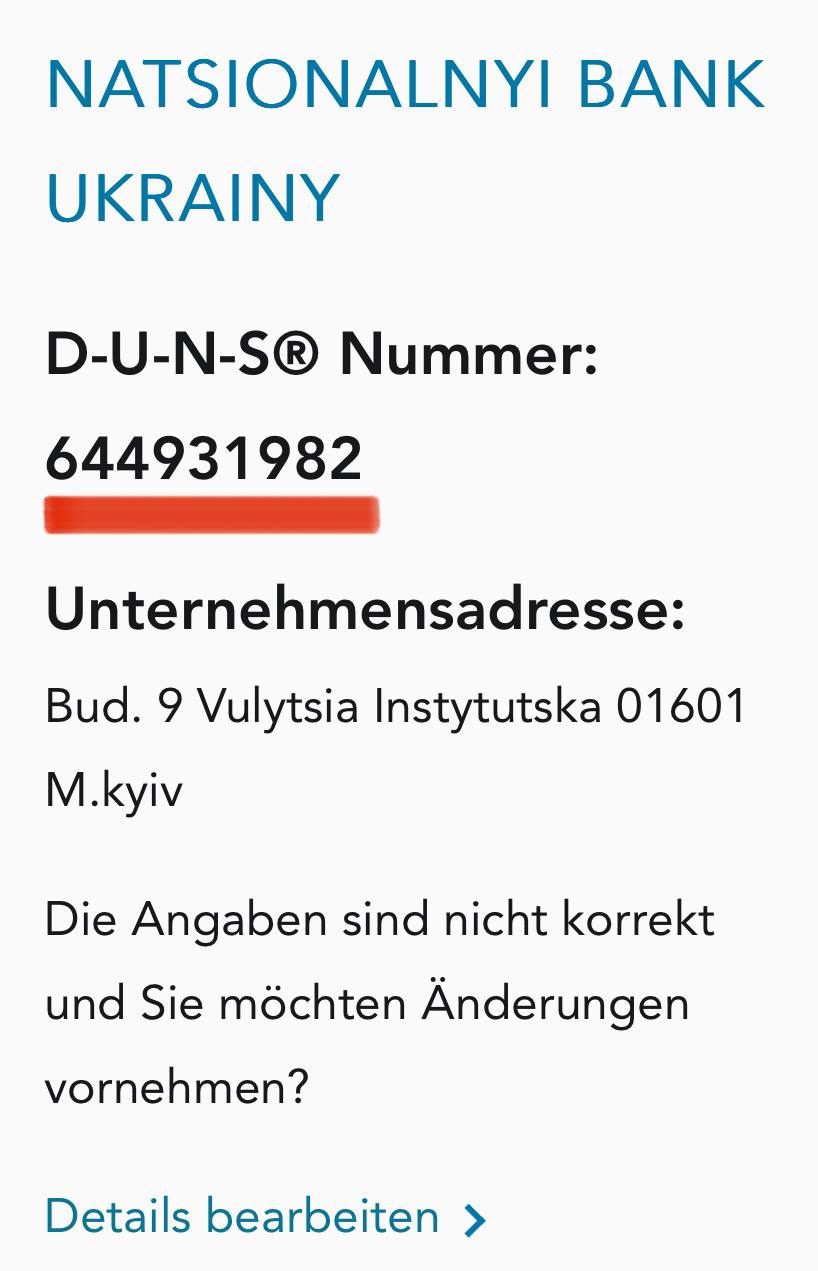 NATSIONALNYI BANK
UKRAINY
D-U-N-S® Nummer:
644931982
Unternehmensadresse:
Bud. 9 Vulytsia Instytutska 01601
M.kyiv
Die Angaben sind nicht korrekt
und Sie möchten Änderungen
vornehmen?
Details bearbeiten